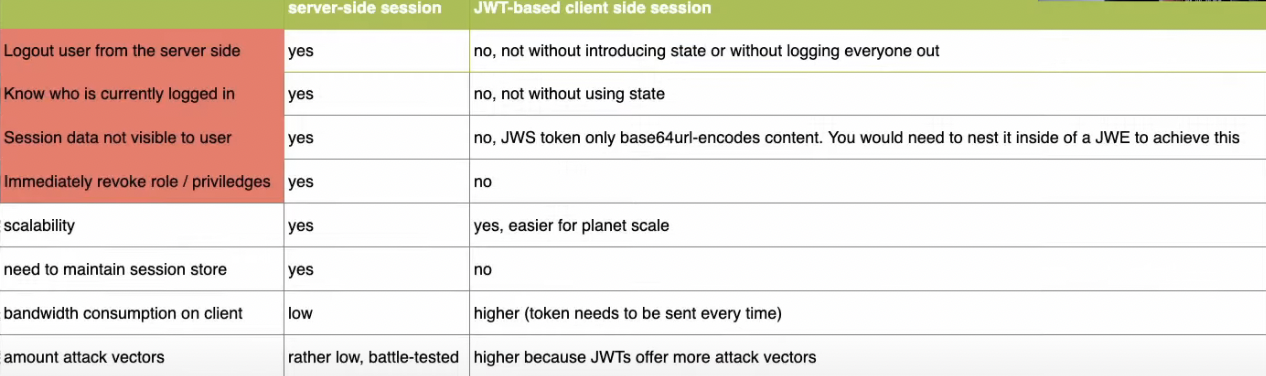 server-side session JWT-based client side session
Logout user from the server side yes no, not without introducing state or without logging everyone out
Know who is currently logged in yes no, not without using state
Session data not visible to user yes no, JWS token only base64url-encodes content. You would need to nest it inside of a JWE to achieve this
Immediately revoke role / priviledges yes no
scalability yes yes, easier for planet scale
need to maintain session store yes no
bandwidth consumption on client low higher (token needs to be sent every time)
amount attack vectors rather low, battle-tested higher because JWTs offer more attack vectors